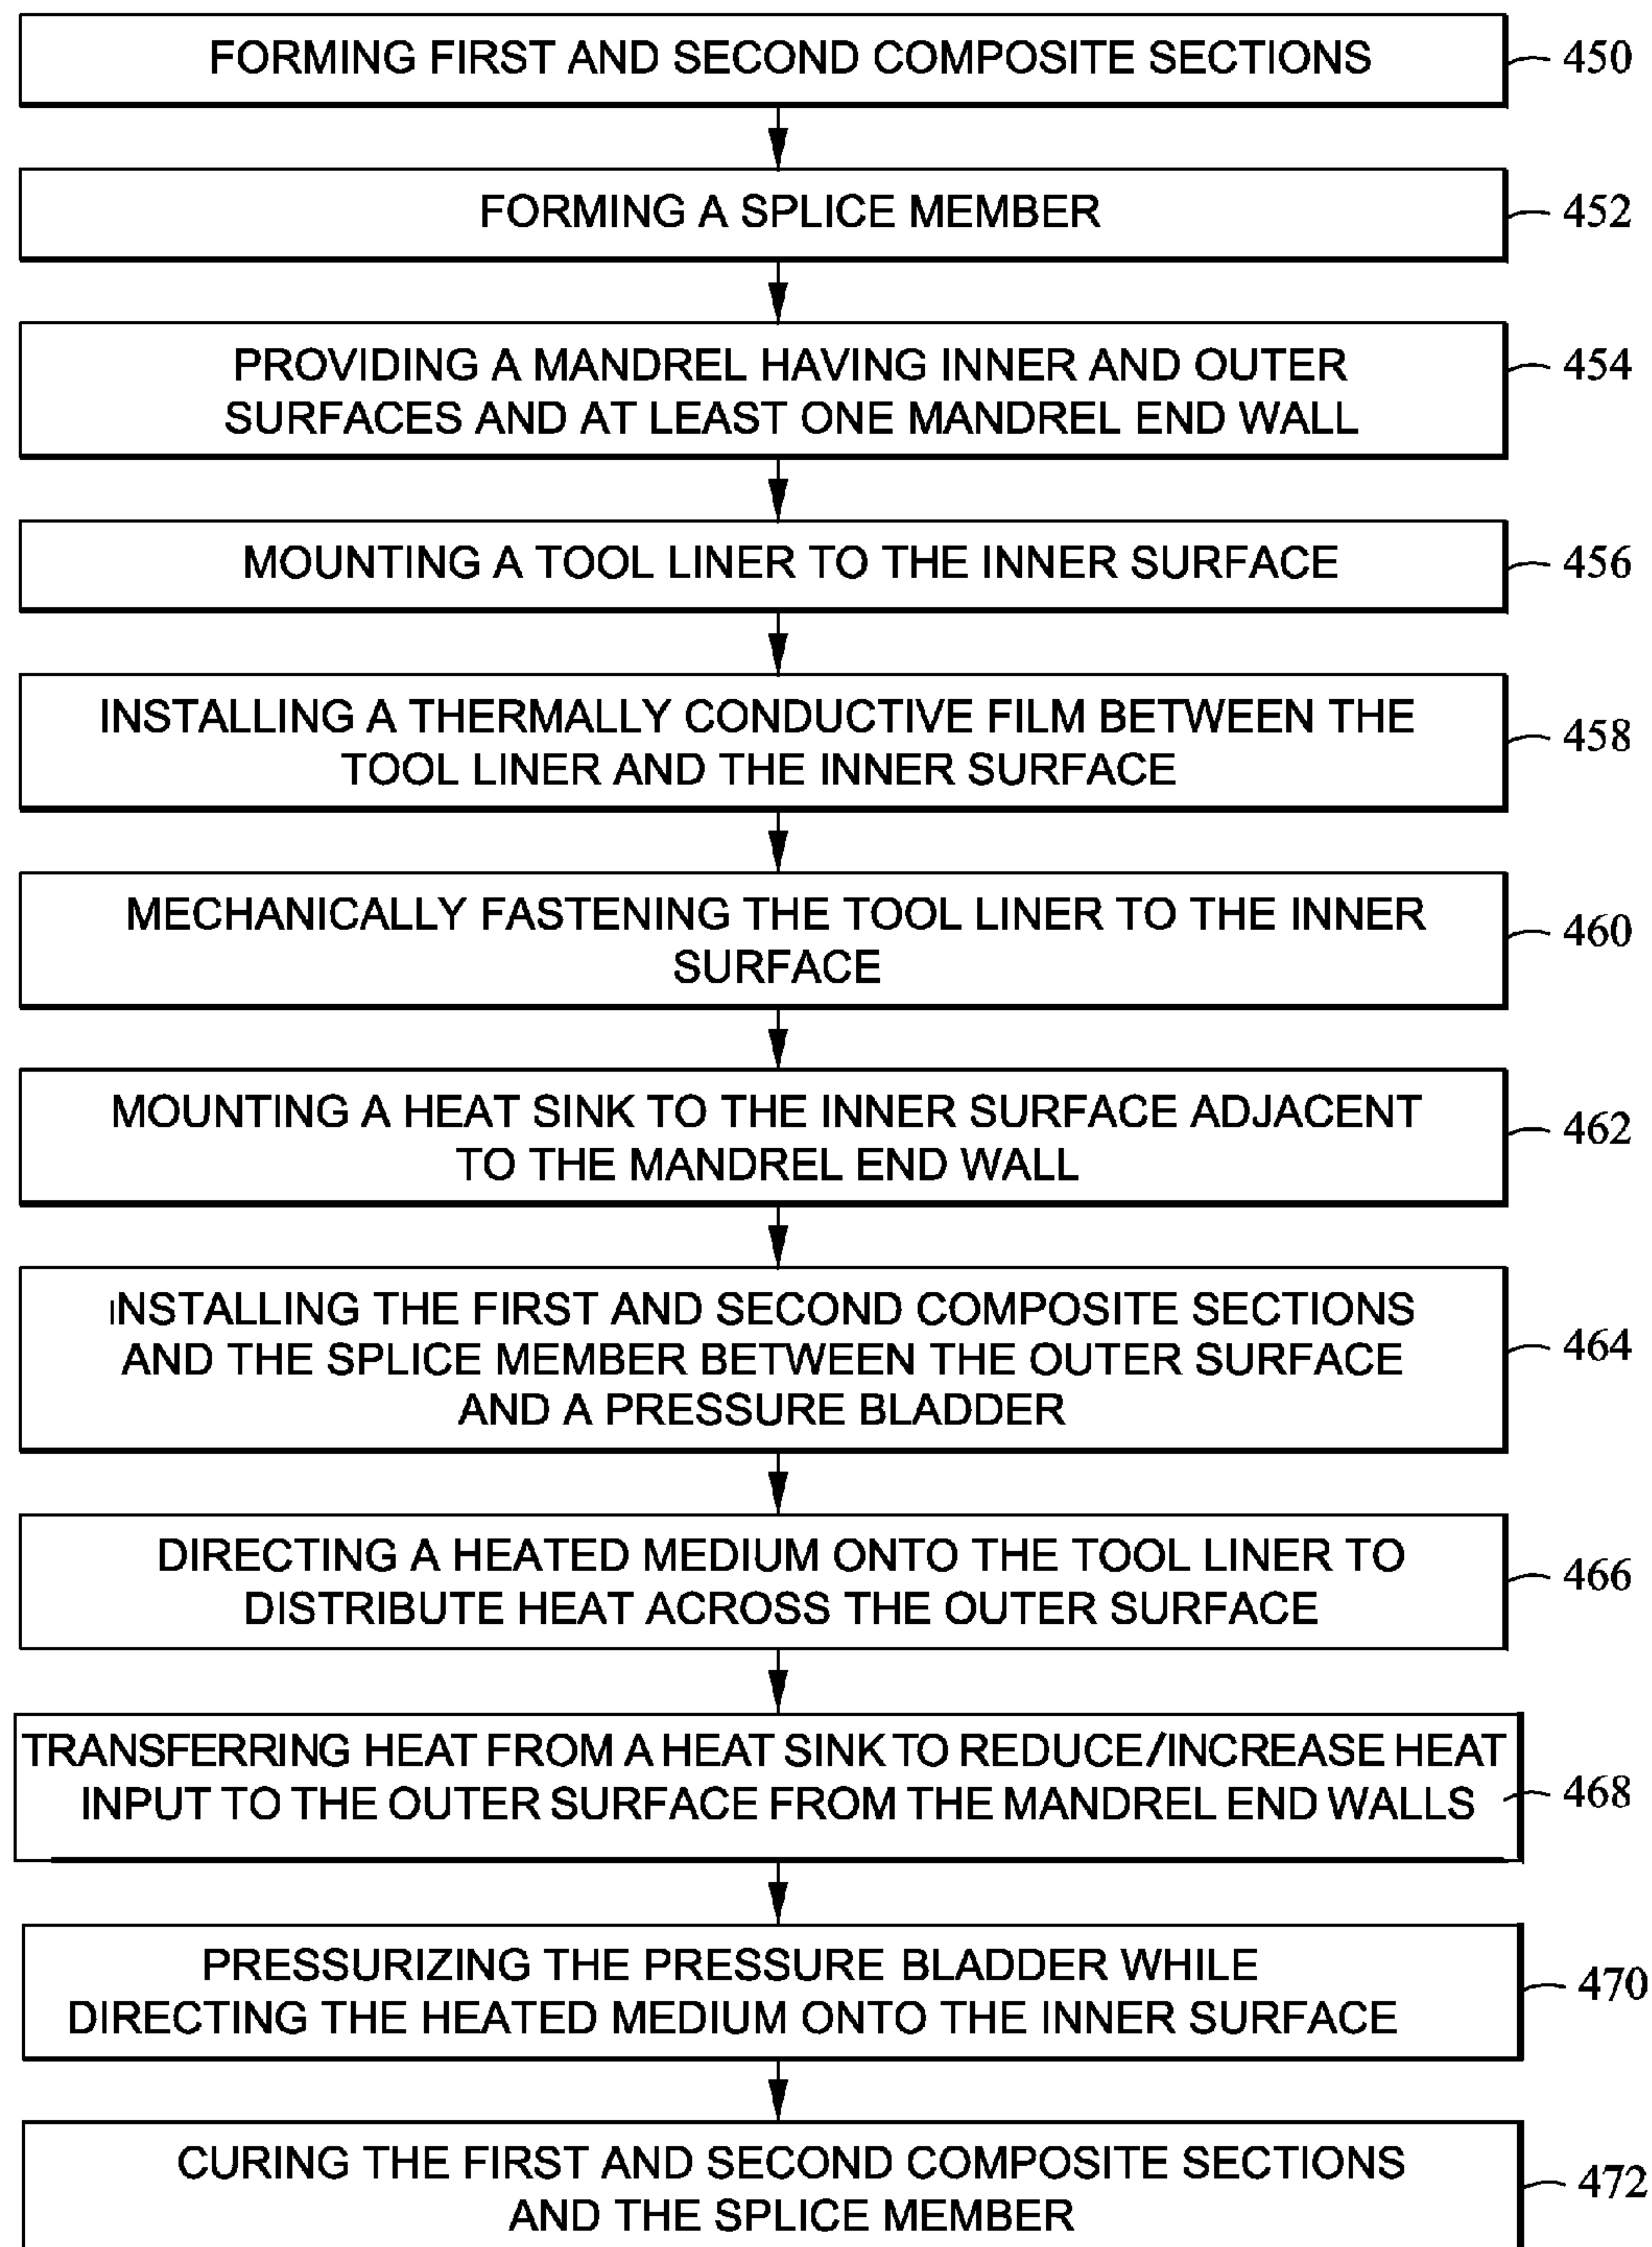 FORMING FIRST AND SECOND COMPOSITE SECTIONS
450
FORMING A SPLICE MEMBER
452
PROVIDING A MANDREL HAVING INNER AND OUTER
SURFACES AND AT LEAST ONE MANDREL END WALL
454
MOUNTING A TOOL LINER TO THE INNER SURFACE
456
INSTALLING A THERMALLY CONDUCTIVE FILM BETWEEN THE
TOOL LINER AND THE INNER SURFACE
458
MECHANICALLY FASTENING THE TOOL LINER TO THE INNER
SURFACE
460
MOUNTING A HEAT SINK TO THE INNER SURFACE ADJACENT
TO THE MANDREL END WALL
462
INSTALLING THE FIRST AND SECOND COMPOSITE SECTIONS
AND THE SPLICE MEMBER BETWEEN THE OUTER SURFACE
AND A PRESSURE BLADDER
464
DIRECTING A HEATED MEDIUM ONTO THE TOOL LINER TO
DISTRIBUTE HEAT ACROSS THE OUTER SURFACE
466
TRANSFERRING HEAT FROM A HEAT SINK TO REDUCE/INCREASE HEAT
INPUT TO THE OUTER SURFACE FROM THE MANDREL END WALLS
468
PRESSURIZING THE PRESSURE BLADDER WHILE
DIRECTING THE HEATED MEDIUM ONTO THE INNER SURFACE
470
CURING THE FIRST AND SECOND COMPOSITE SECTIONS
AND THE SPLICE MEMBER
472